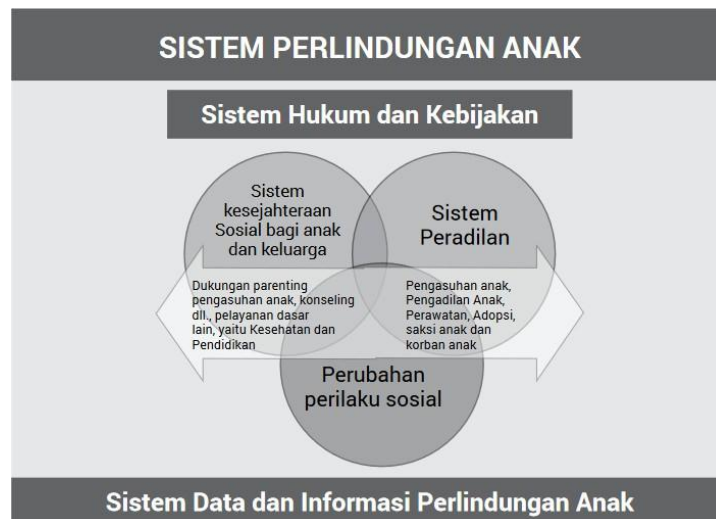 SISTEM PERLINDUNGAN ANAK
Sistem Hukum dan Kebijakan
Sistem
kesejahteraan
Sosial bagi anak
dan keluarga
Sistem
Peradilan
Dukungan parenting
pengasuhan anak, konseling
dll., pelayanan dasar
lain, yaitu Kesehatan dan
Pendidikan
Pengasuhan anak,
Pengadilan Anak,
Perawatan, Adopsi,
saksi anak dan
korban anak
Perubahan
perilaku sosial
Sistem Data dan Informasi Perlindungan Anak